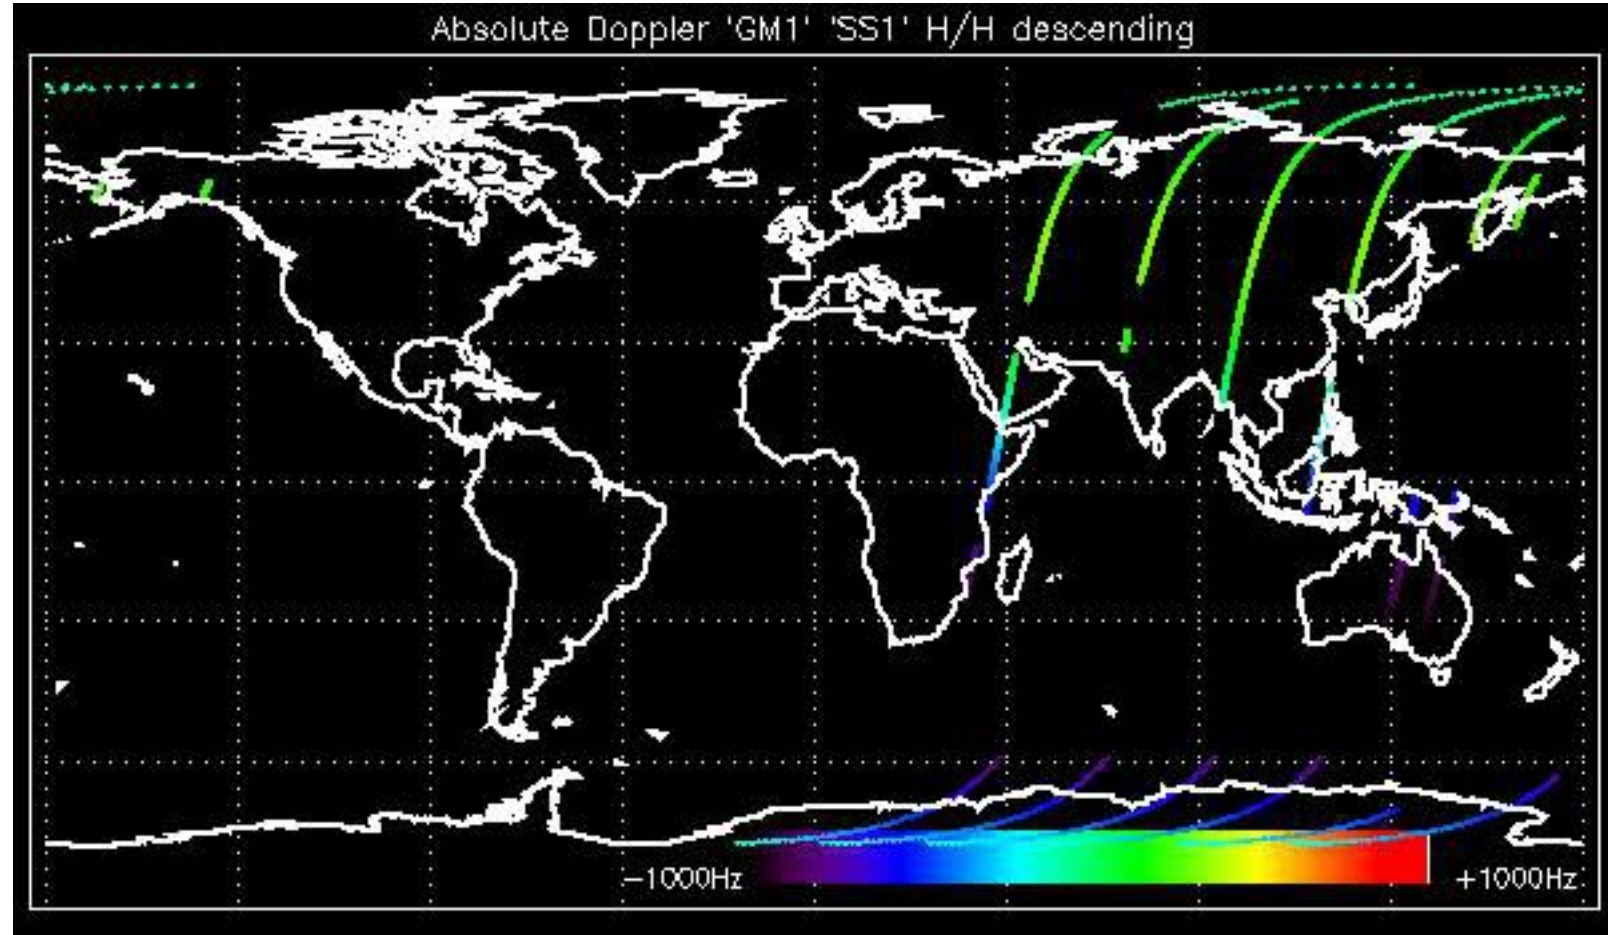 Absolute Doppler 'GM1' 'SS1' H/H descending
−1000Hz +1000Hz